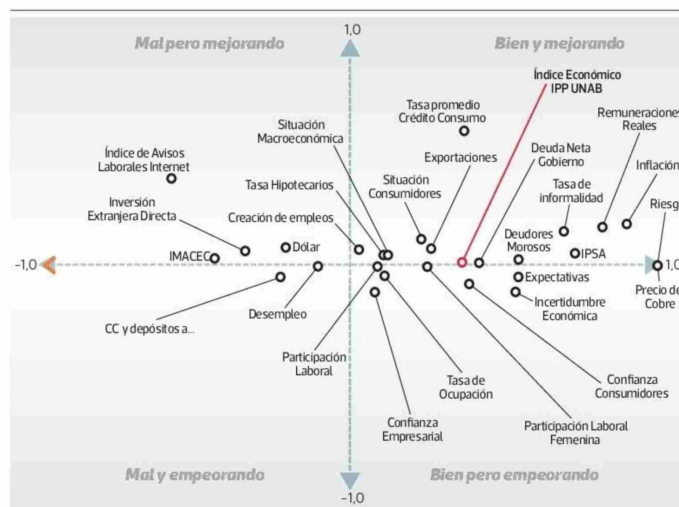 1,0
Mal pero mejorando
Bien y mejorando
Índice Económico
IPP UNAB
Tasa promedio
Crédito Consumo
Remuneraciones
Reales
Situación
Macroeconómica
Deuda Neta
Gobierno
Exportaciones
Índice de Avisos
Laborales Internet
Inflación
Situación
Consumidores
Tasa Hipotecarios
Tasa de
informalidad
Inversión
Extranjera Directa
Riesg
Creación de empleos
Deudores
Morosos
Dólar
IMACEC
IPSA
-1,0
1,0
Expectativas
Precio de
Cobre
Incertidumbre
Económica
Desempleo
CC y depósitos a...
Participación
Laboral
Tasa de
Ocupación
Confianza
Consumidores
Confianza
Empresarial
Participación Laboral
Femenina
Mal y empeorando
Bien pero empeorando
-1,0